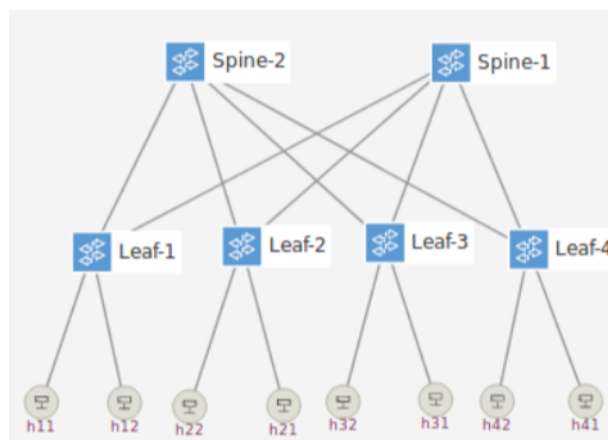 Spine-2
Spine-1
Leaf-1
Leaf-2
Leaf-3
Leaf-4
h11
h12
h22
h21
h32
h31
h42
h41